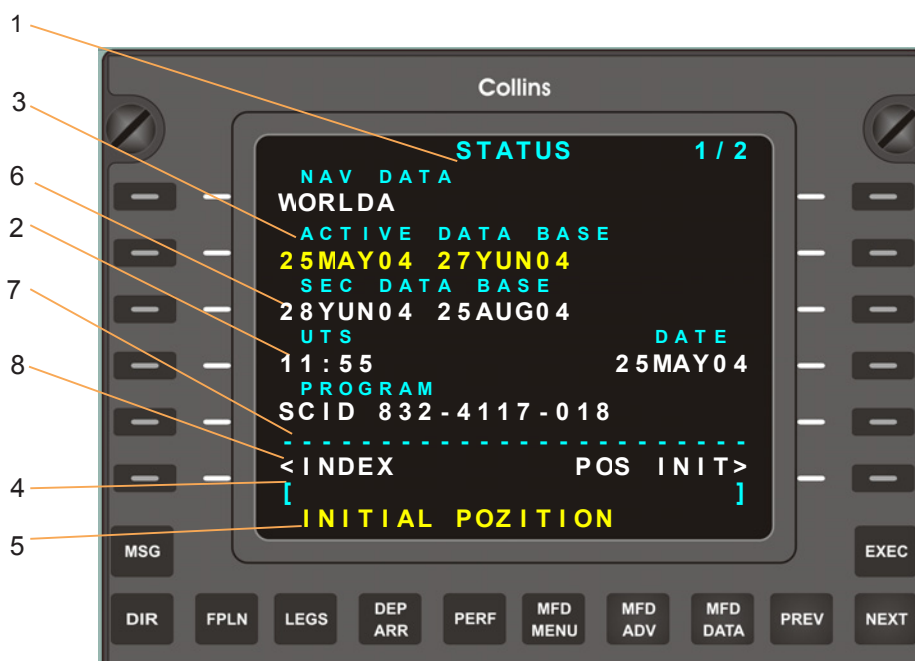 1
Collins
3
STATUS 1/2
NAV DATA
6
WORLDA
2
ACTIVE DATA BASE
25MAY04 27YUN04
7
SEC DATA BASE
28YUN04 25AUG04
UTS DATE
8
11:55 25MAY04
PROGRAM
SCID 832-4117-018
--------------------------
<INDEX POS INIT>
4
[ ]
5
INITIAL POZITION
MSG EXEC
DIR FPLN LEGS DEP ARR PERF MFD MENU MFD ADV MFD DATA PREV NEXT